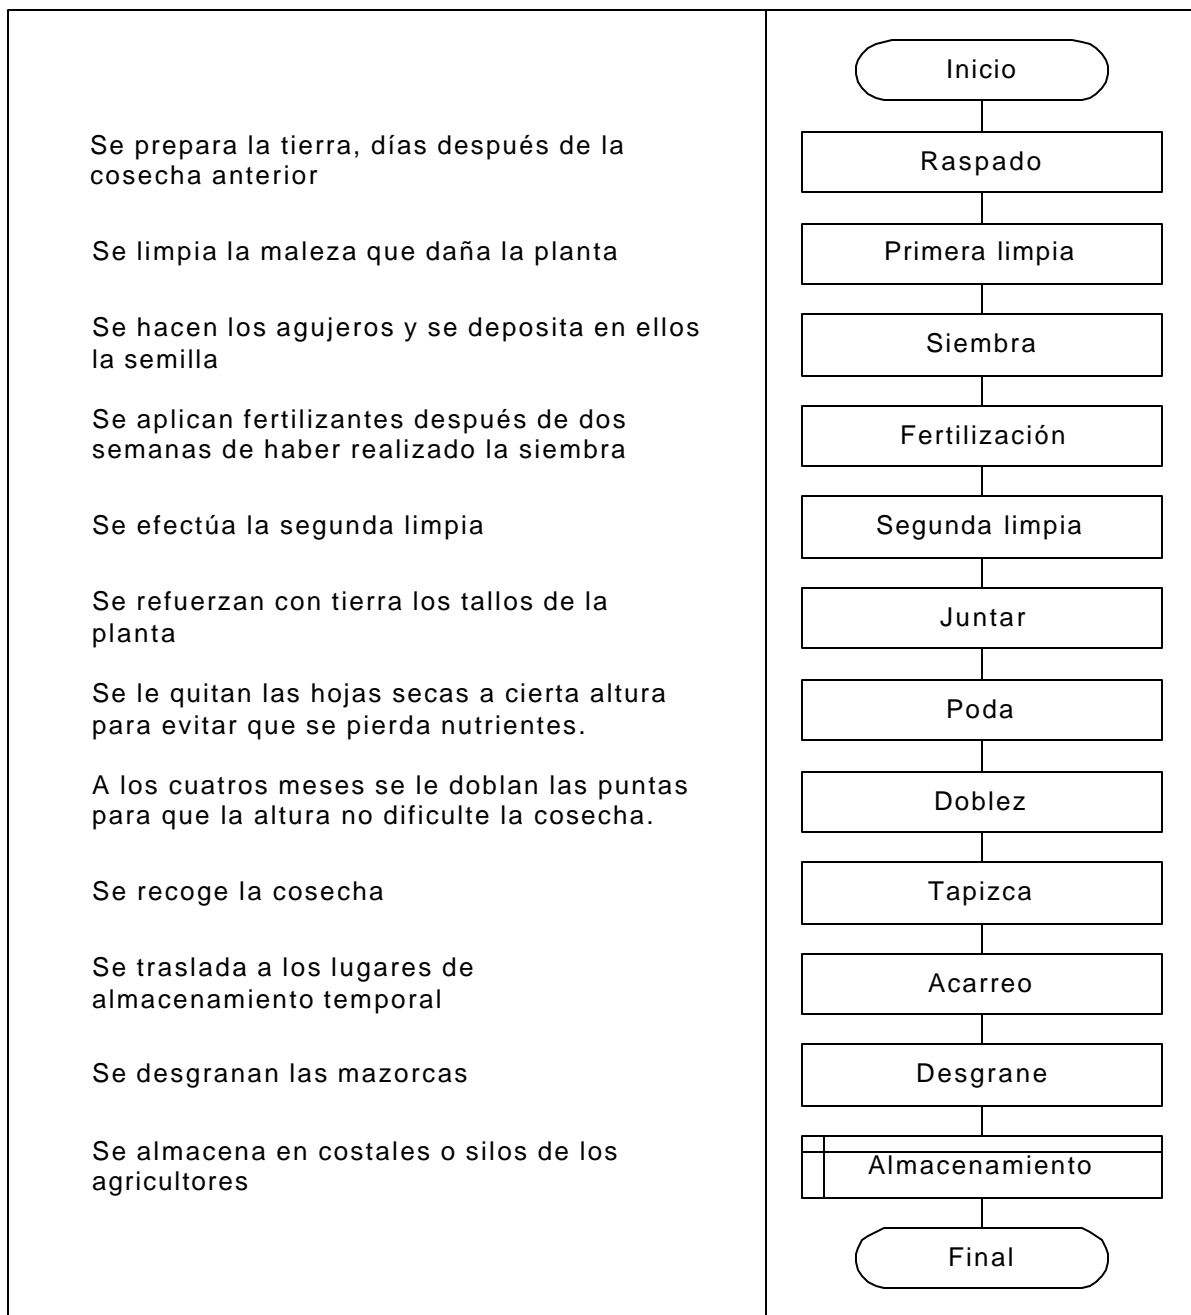 Inicio
Se prepara la tierra, días después de la
cosecha anterior
Raspado
Se limpia la maleza que daña la planta
Primera limpia
Se hacen los agujeros y se deposita en ellos
la semilla
Siembra
Se aplican fertilizantes después de dos
semanas de haber realizado la siembra
Fertilización
Se efectúa la segunda limpia
Segunda limpia
Se refuerzan con tierra los tallos de la
planta
Juntar
Se le quitan las hojas secas a cierta altura
para evitar que se pierda nutrientes.
Poda
A los cuatros meses se le doblan las puntas
para que la altura no dificulte la cosecha.
Doblez
Se recoge la cosecha
Tapizca
Se traslada a los lugares de
almacenamiento temporal
Acarreo
Se desgranan las mazorcas
Desgrane
Se almacena en costales o silos de los
agricultores
Almacenamiento
Final